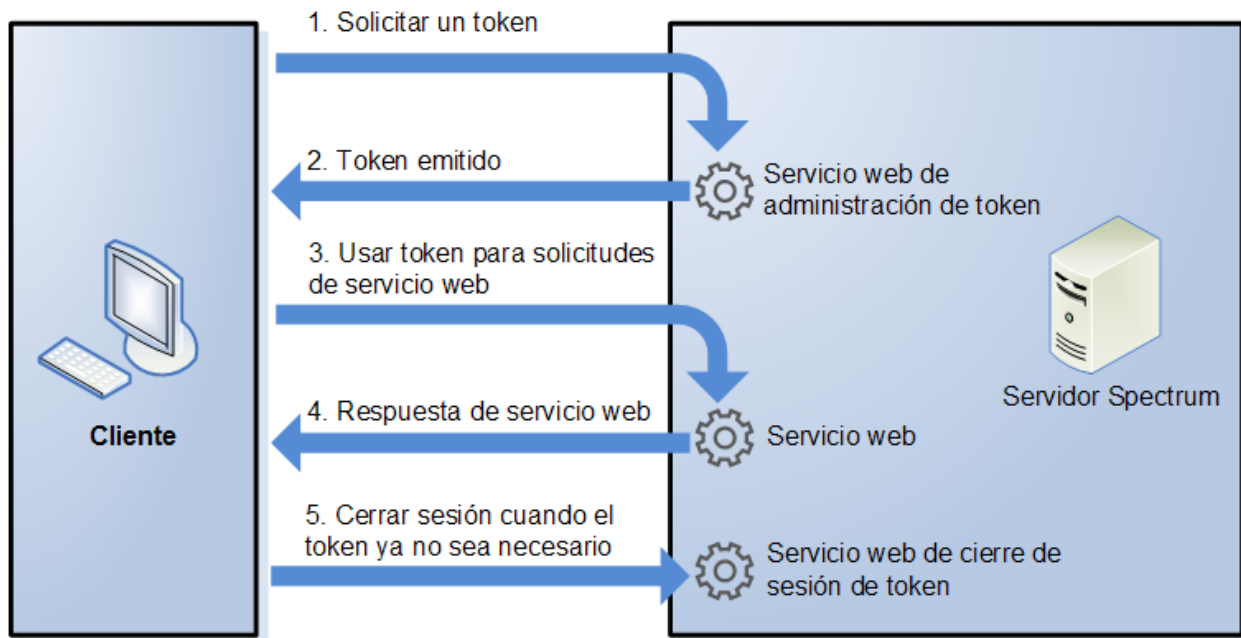 1. Solicitar un token
2. Token emitido
Servicio web de
administración de token
3. Usar token para solicitudes
de servicio web
Servidor Spectrum
4. Respuesta de servicio web
Cliente
Servicio web
5. Cerrar sesión cuando el
token ya no sea necesario
Servicio web de cierre de
sesión de token